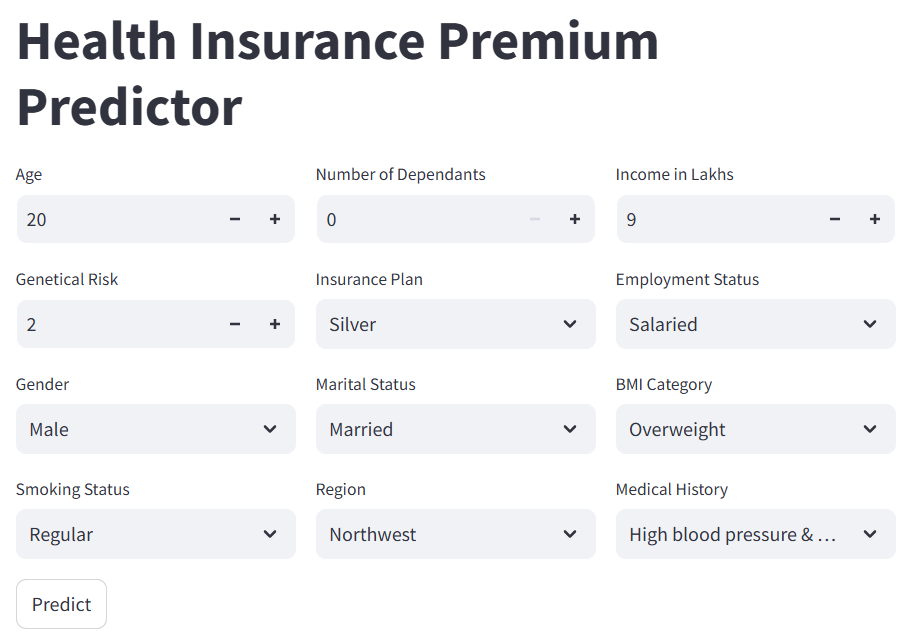 Health Insurance Premium
Predictor
Age
Number of Dependants
Income in Lakhs
20
0
9
Genetical Risk
Insurance Plan
Employment Status
2
Silver
Salaried
Gender
Marital Status
BMI Category
Male
Married
Overweight
Smoking Status
Region
Medical History
Regular
Northwest
High blood pressure & ...
Predict